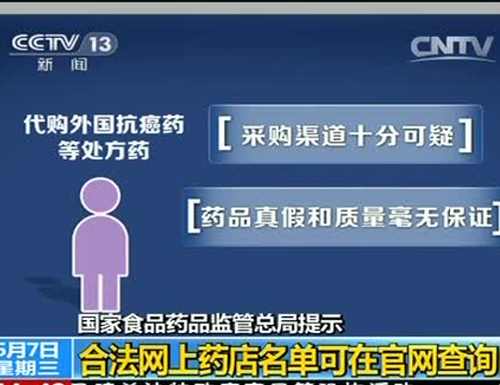 CCTV 13
新闻
CNTV
代购外国抗癌药
等处方药
[采购渠道十分可疑]
[药品真假和质量毫无保证]
国家食品药品监管总局提示
5月7日
星期三
合法网上药店名单可在官网查询